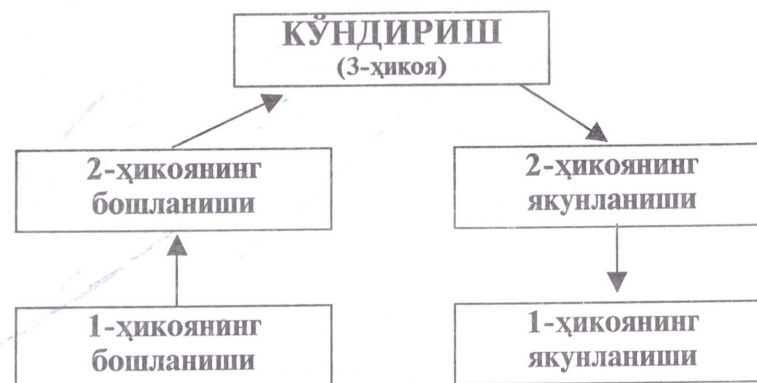 КЎНДИРИШ
(3-ҳикоя)
2-ҳикоянинг
бошланиши
2-ҳикоянинг
якунланиши
1-ҳикоянинг
бошланиши
1-ҳикоянинг
якунланиши